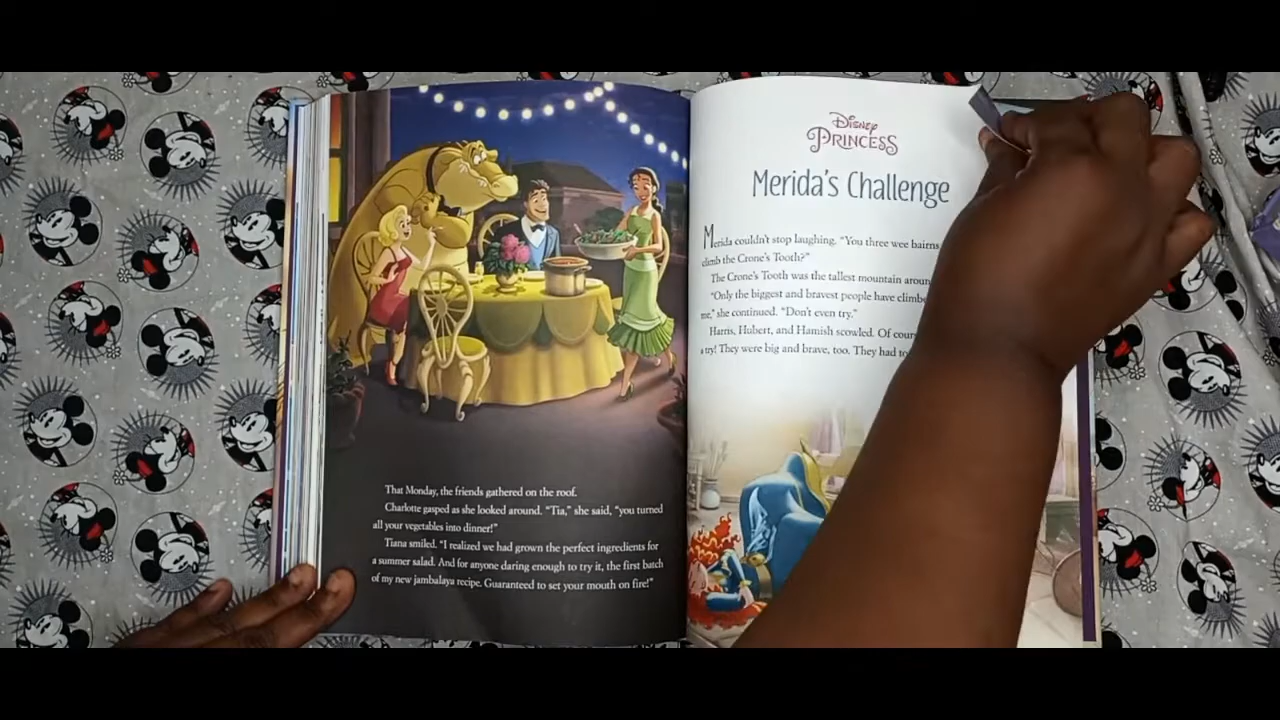 That Monday, the friends gathered on the roof.
Charlotte gasped as she looked around. “Tia,” she said, “you turned
all your vegetables into dinner!”
Tiana smiled. “I realized we had grown the perfect ingredients for
a summer salad. And for anyone daring enough to try it, the first batch
of my new jambalaya recipe. Guaranteed to set your mouth on fire!”
Disney
PRINCESS
Merida’s Challenge
Merida couldn’t stop laughing. “You three wee bairns
climb the Crone’s Tooth?”
The Crone’s Tooth was the tallest mountain
“Only the biggest and bravest people have
me,” she continued. “Don’t even try.”
Harris, Hubert, and Hamish scowled. Of
a try! They were big and brave, too. They had